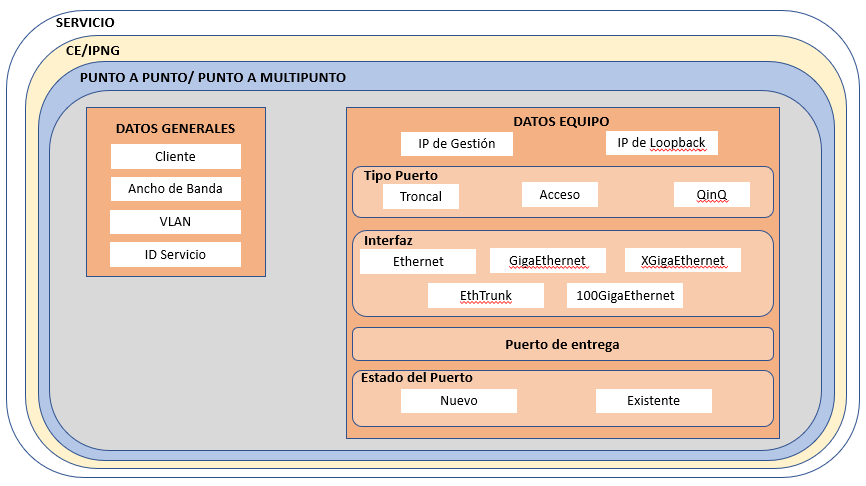 SERVICIO
CE/IPNG
PUNTO A PUNTO/ PUNTO A MULTIPUNTO
DATOS GENERALES
Cliente
Ancho de Banda
VLAN
ID Servicio
DATOS EQUIPO
IP de Gestión
IP de Loopback
Tipo Puerto
Troncal
Acceso
QinQ
Interfaz
Ethernet
GigaEthernet
XGigaEthernet
EthTrunk
100GigaEthernet
Puerto de entrega
Estado del Puerto
Nuevo
Existente